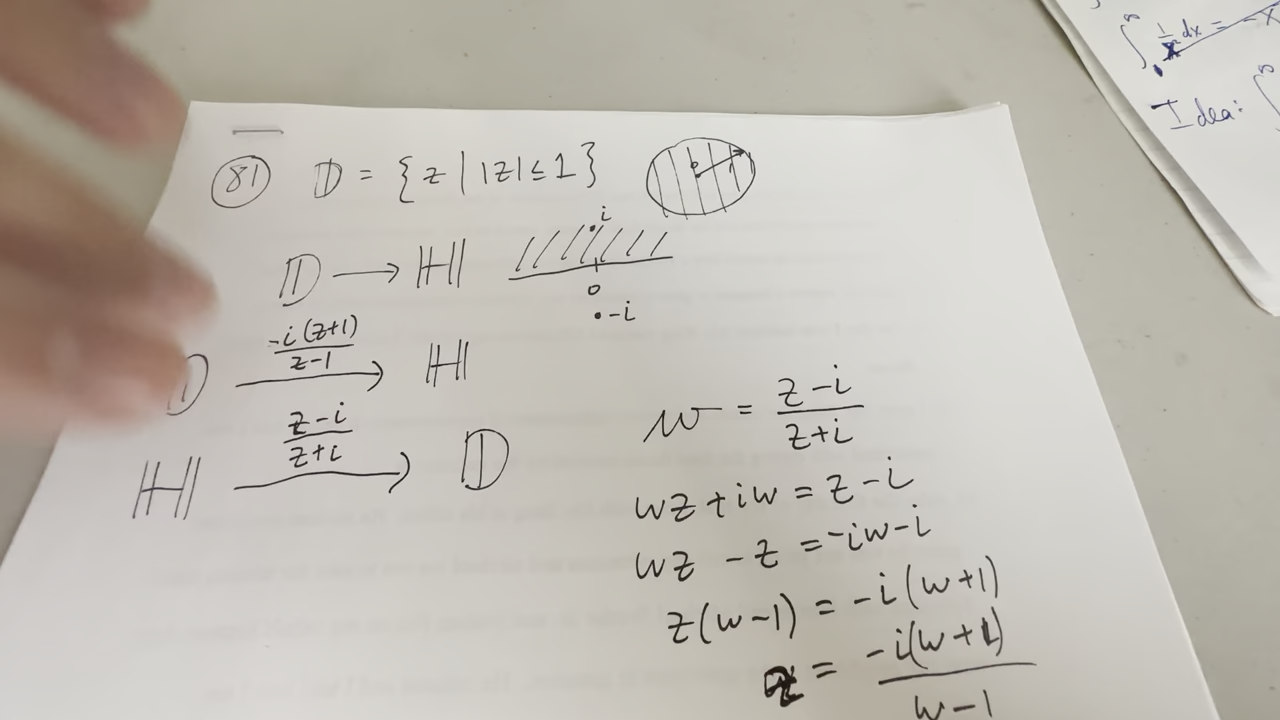 81 𝔻 = {z | |z| ≤ 1}
𝔻 → ℍ
i
0
-i
𝔻 -i(z+1)/(z-1) → ℍ
ℍ (z-i)/(z+i) → 𝔻
w = (z-i)/(z+i)
wz + iw = z - i
wz - z = -iw - i
z(w-1) = -i(w+1)
z = -i(w+1)/(w-1)
∞
∫ 1/x dx = -x
Idea: ∫
∞